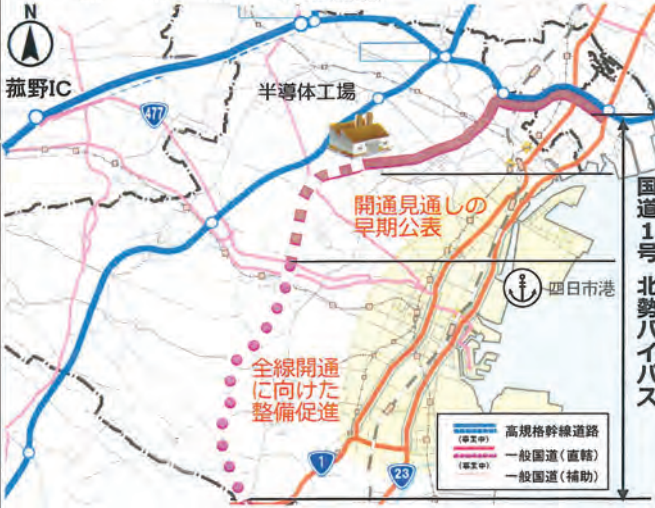 N
菰野IC
477
半導体工場
開通見通しの
早期公表
四日市港
国道1号 北勢バイパス
全線開通
に向けた
整備促進
1
23
高規格幹線道路
(事業中)
一般国道(直轄)
(事業中)
一般国道(補助)